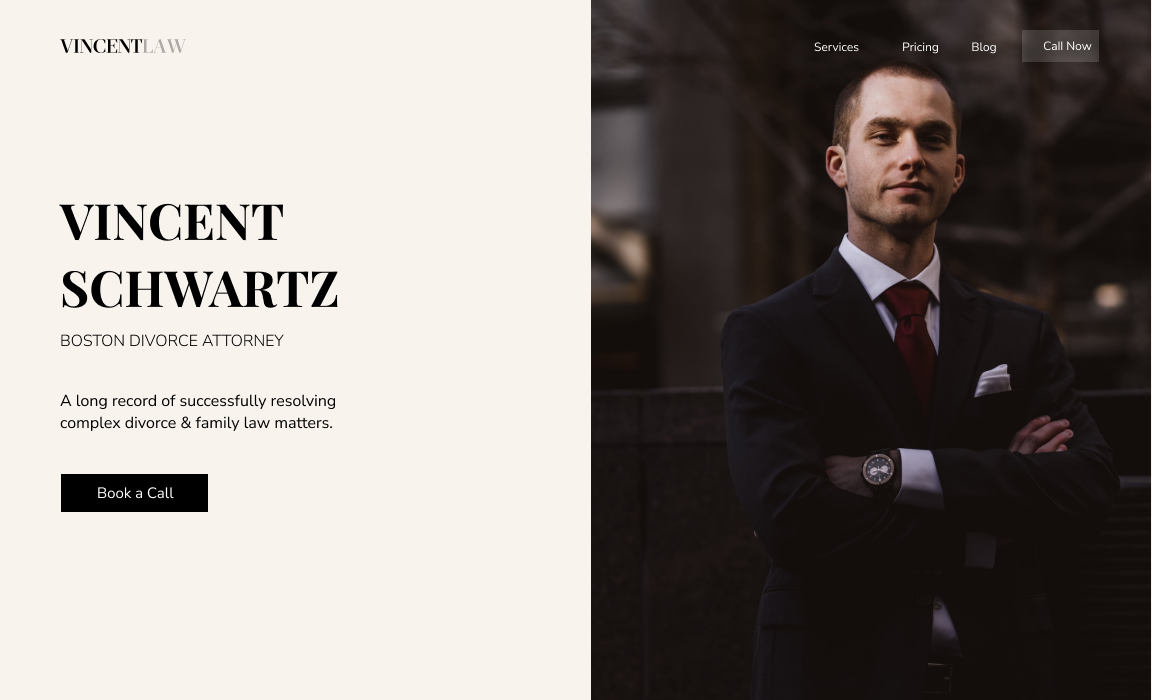 VINCENTLAW
Services Pricing Blog Call Now
VINCENT
SCHWARTZ
BOSTON DIVORCE ATTORNEY
A long record of successfully resolving
complex divorce & family law matters.
Book a Call